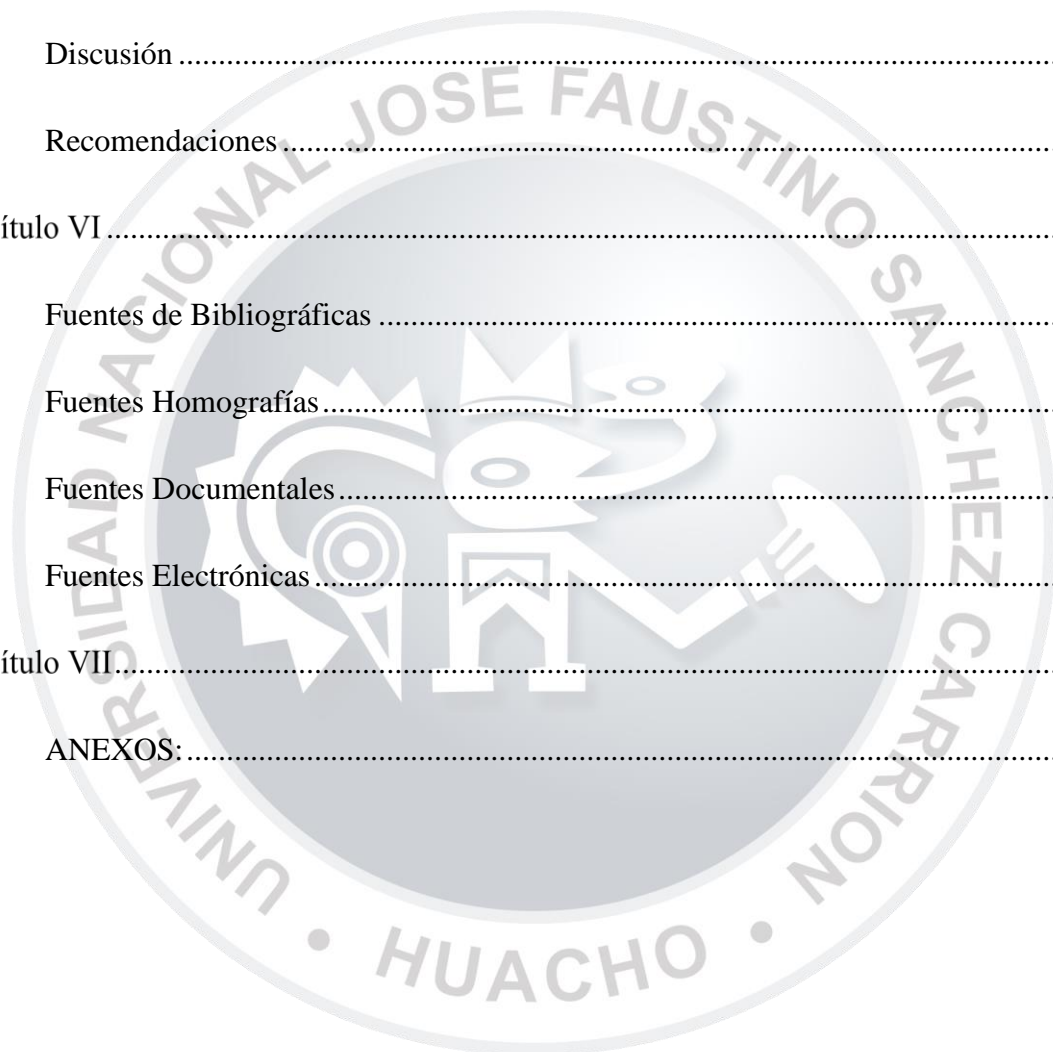 Discusión ....................................................................................................
Recomendaciones ....................................................................................................
ítulo VI ....................................................................................................
Fuentes de Bibliográficas ....................................................................................................
Fuentes Homografías ....................................................................................................
Fuentes Documentales ....................................................................................................
Fuentes Electrónicas ....................................................................................................
ítulo VII ....................................................................................................
ANEXOS: ....................................................................................................
UNIVERSIDAD NACIONAL JOSE FAUSTINO SANCHEZ CARRION
• HUACHO •